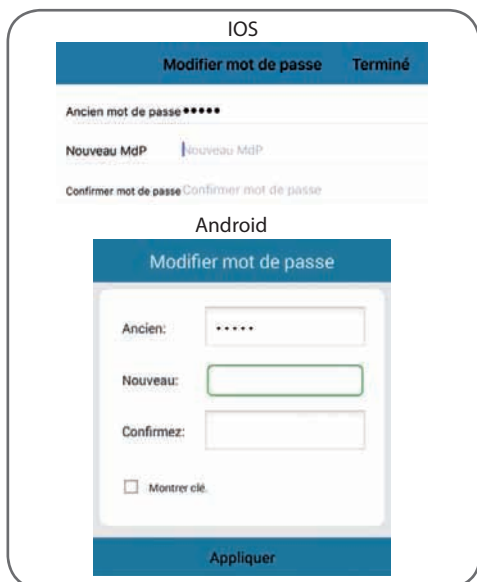 IOS
Modifier mot de passe Terminé
Ancien mot de passe •••••
Nouveau MdP Nouveau MdP
Confirmer mot de passe Confirmer mot de passe
Android
Modifier mot de passe
Ancien: •••••
Nouveau:
Confirmez:
Montrer clé.
Appliquer